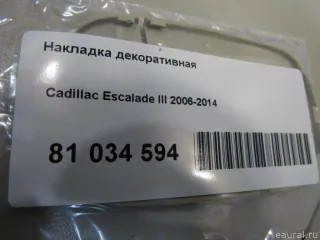 Накладка декоративная
Cadillac Escalade III 2006-2014
81 034 594
eaural.ru